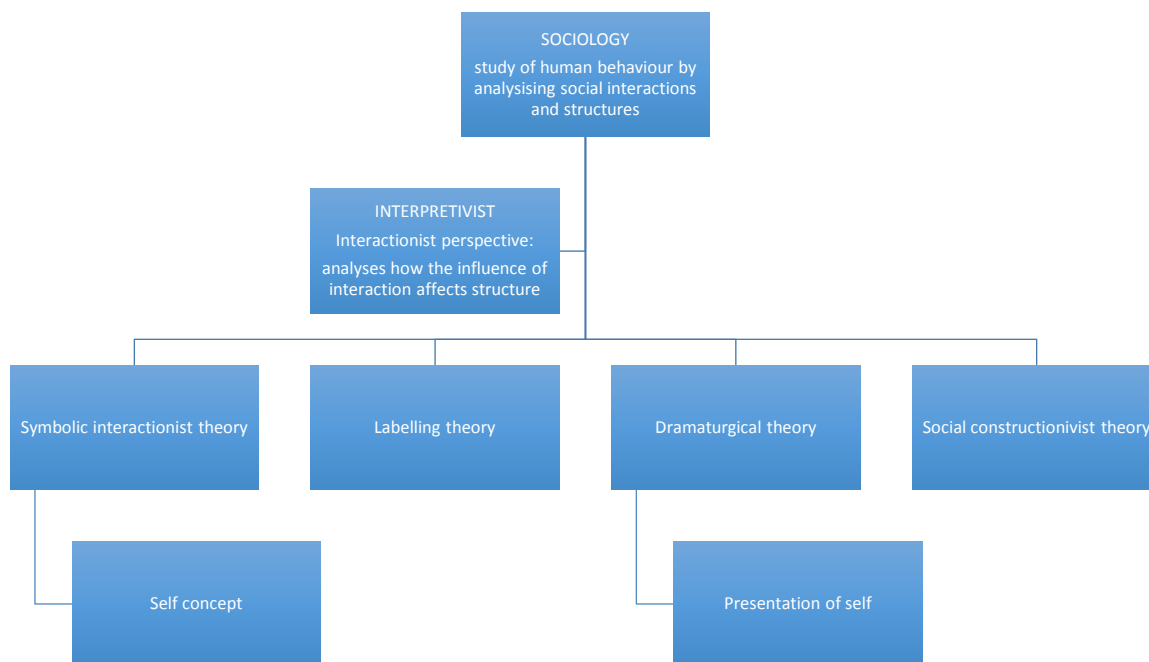 SOCIOLOGY
study of human behaviour by
analysising social interactions
and structures
INTERPRETIVIST
Interactionist perspective:
analyses how the influence of
interaction affects structure
Symbolic interactionist theory
Labelling theory
Dramaturgical theory
Social constructionivist theory
Self concept
Presentation of self